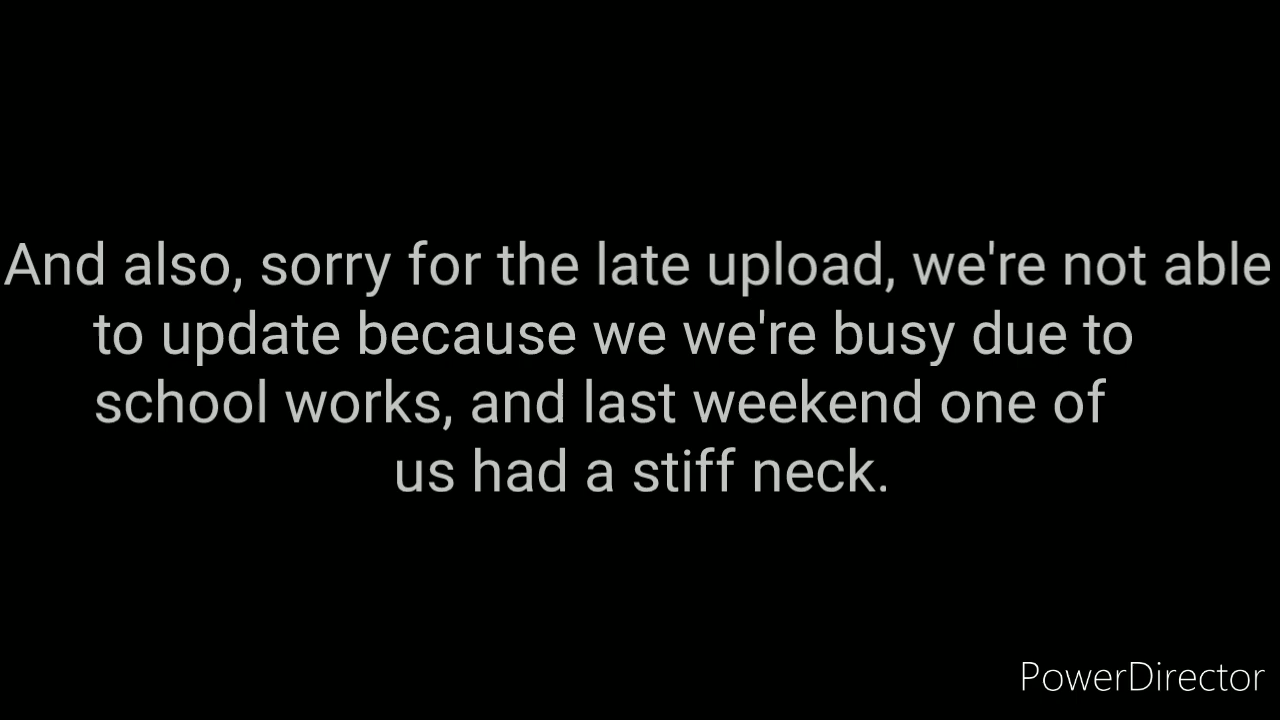 And also, sorry for the late upload, we're not able
to update because we we're busy due to
school works, and last weekend one of
us had a stiff neck.
PowerDirector